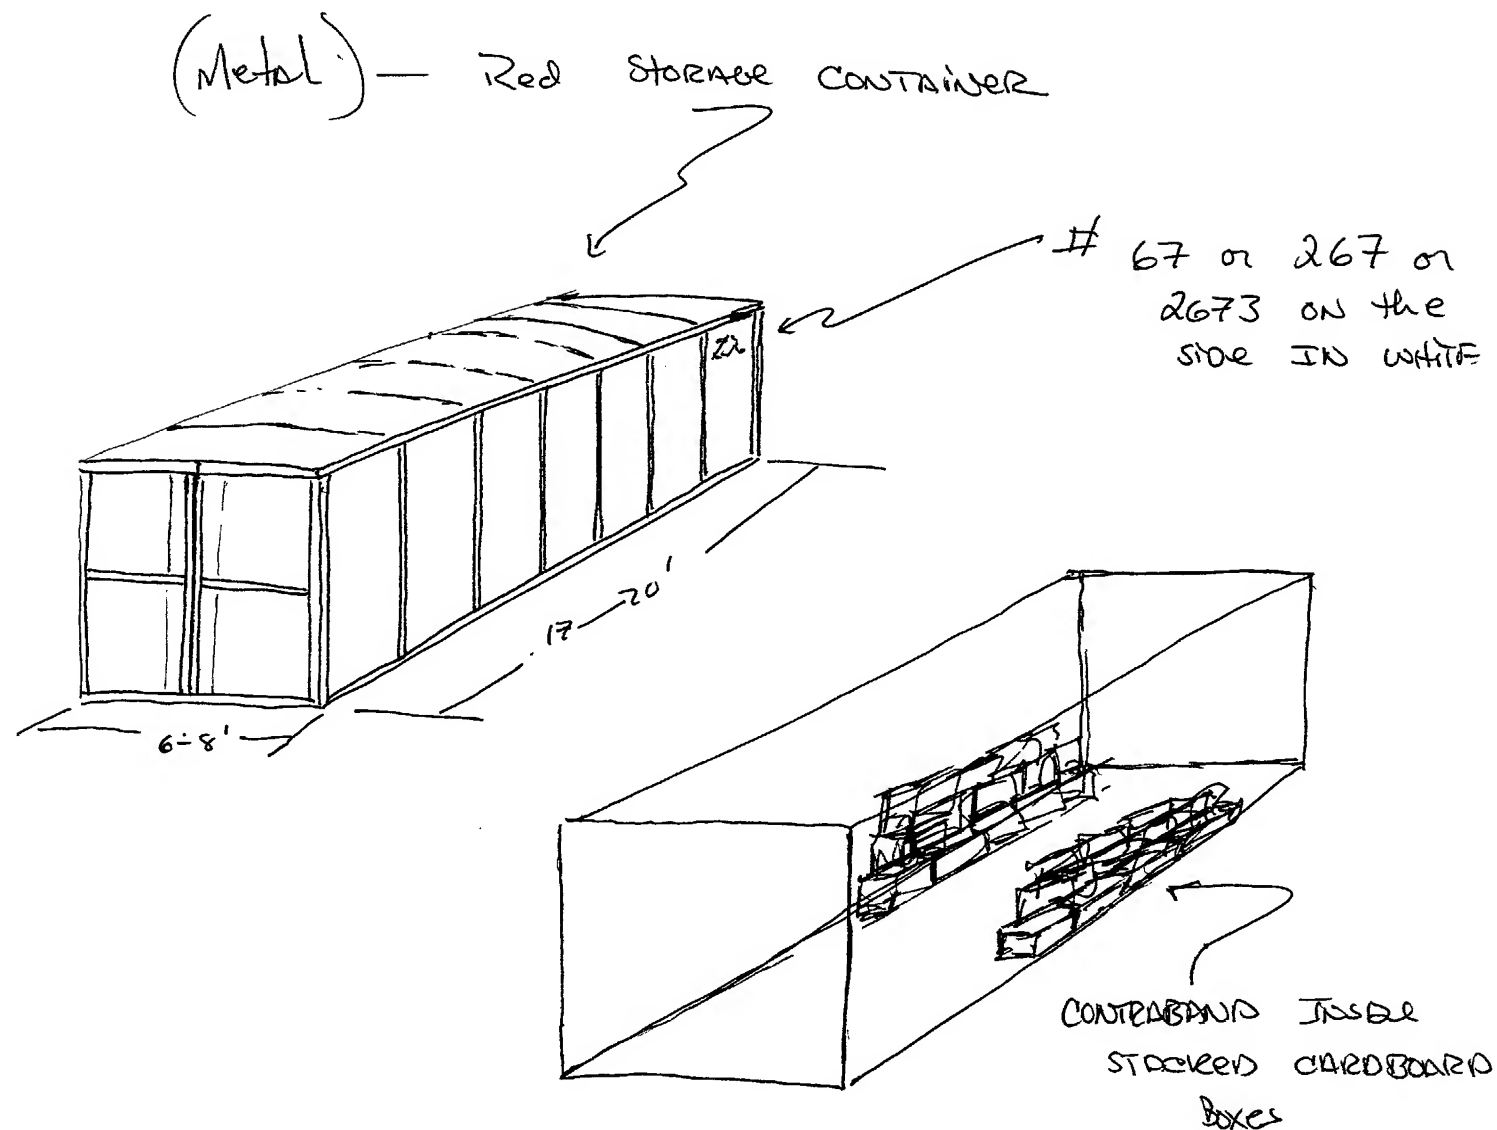 (Metal) — Red STORAGE CONTAINER
# 67 or 267 or
2673 ON the
side IN WHITE
17 — 20'
6-8'
CONTRABAND INSIDE
STACKED CARDBOARD
Boxes